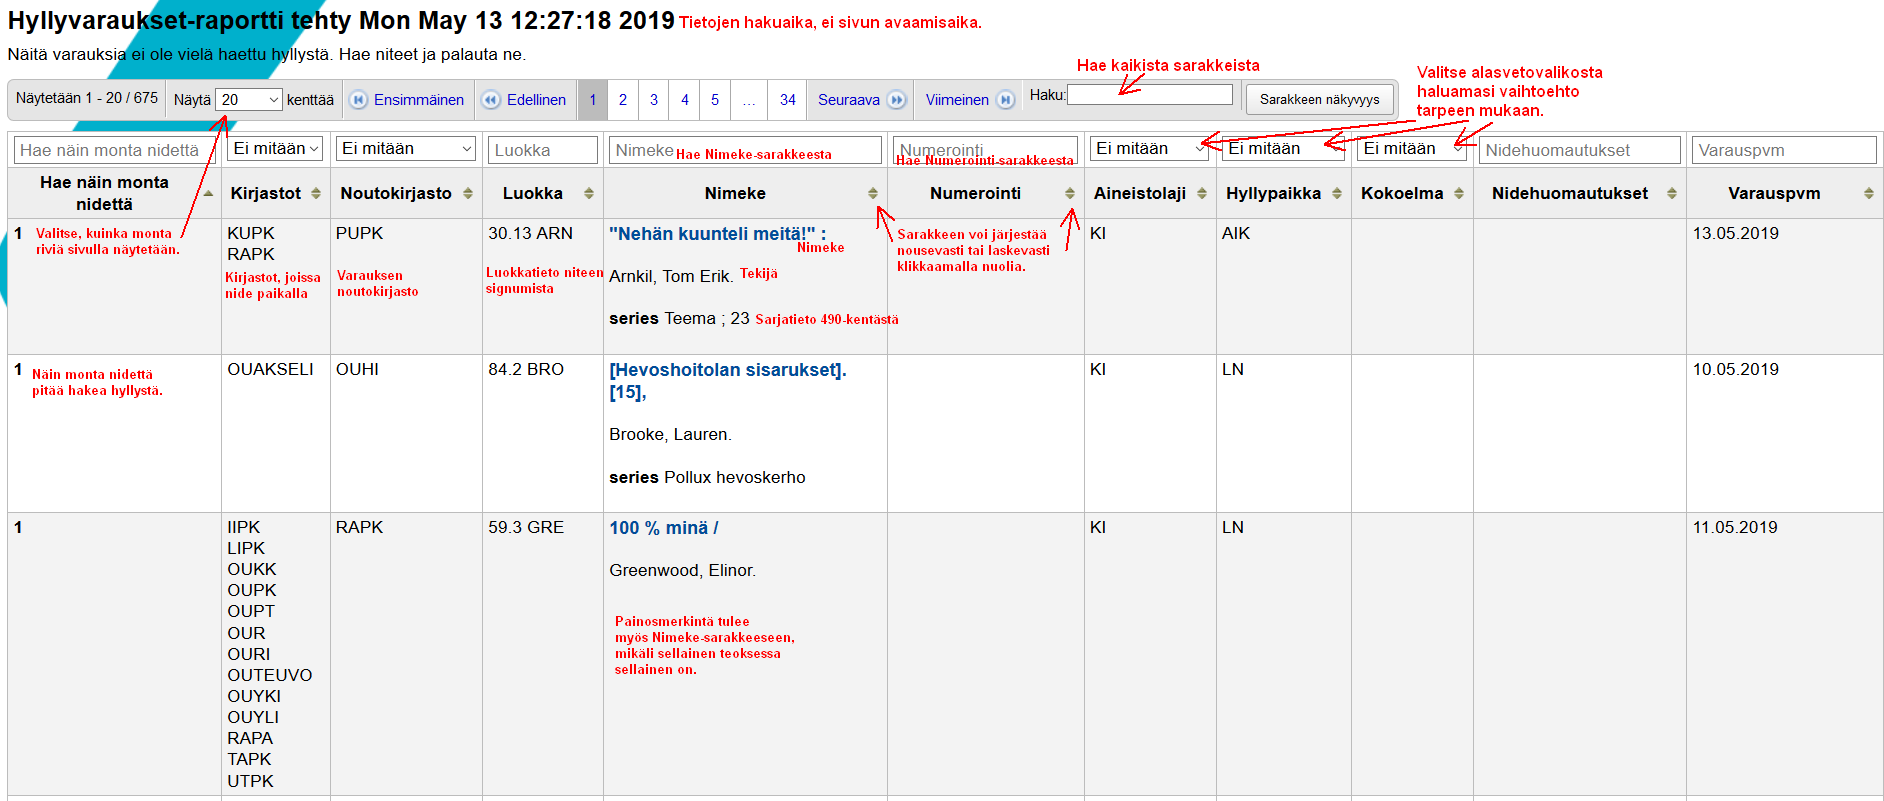 Hyllyvaraukset-raportti tehty Mon May 13 12:27:18 2019 Tietojen hakuaika, ei sivun avaamisaika.
Näitä varauksia ei ole vielä haettu hyllystä. Hae niteet ja palauta ne.
Hae kaikista sarakkeista
Valitse alasvetovalikosta
haluamasi vaihtoehto
tarpeen mukaan.
Näytetään 1 - 20 / 675 Näytä 20 kenttää Ensimmäinen Edellinen 1 2 3 4 5 ... 34 Seuraava Viimeinen Haku: Sarakkeen näkyvyys
Hae näin monta nidettä Ei mitään Ei mitään Luokka Nimeke Numerointi Ei mitään Ei mitään Ei mitään Nidehuomautukset Varauspvm
Hae Nimeke-sarakkeesta Hae Numerointi-sarakkeesta
Hae näin monta nidettä Kirjastot Noutokirjasto Luokka Nimeke Numerointi Aineistolaji Hyllypaikka Kokoelma Nidehuomautukset Varauspvm
1 KUPK PUPK 30.13 ARN "Nehän kuunteli meitä!" : KI AIK 13.05.2019
RAPK
Valitse, kuinka monta
riviä sivulla näytetään.
Kirjastot, joissa
nide paikalla
Varauksen
noutokirjasto
Luokkatieto niteen
signumista
Nimeke
Arnkil, Tom Erik. Tekijä
series Teema ; 23 Sarjatieto 490-kentästä
Sarakkeen voi järjestää
nousevasti tai laskevasti
klikkaamalla nuolia.
1 OUAKSELI OUHI 84.2 BRO [Hevoshoitolan sisarukset]. KI LN 10.05.2019
[15],
Näin monta nidettä
pitää hakea hyllystä.
Brooke, Lauren.
series Pollux hevoskerho
1 IIPK RAPK 59.3 GRE 100 % minä / KI LN 11.05.2019
LIPK
OUKK
OUPK
OUPT
OUR
OURI
OUTEUVO
OUYKI
OUYLI
RAPA
TAPK
UTPK
Greenwood, Elinor.
Painosmerkintä tulee
myös Nimeke-sarakkeeseen,
mikäli sellainen teoksessa
sellainen on.